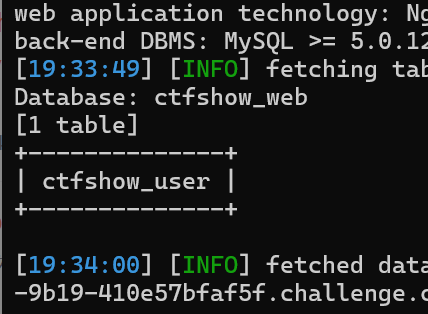 web application technology: Ng
back-end DBMS: MySQL >= 5.0.12
[19:33:49] [INFO] fetching tab
Database: ctfshow_web
[1 table]
+--------------+
| ctfshow_user |
+--------------+
[19:34:00] [INFO] fetched data
-9b19-410e57bfaf5f.challenge.c